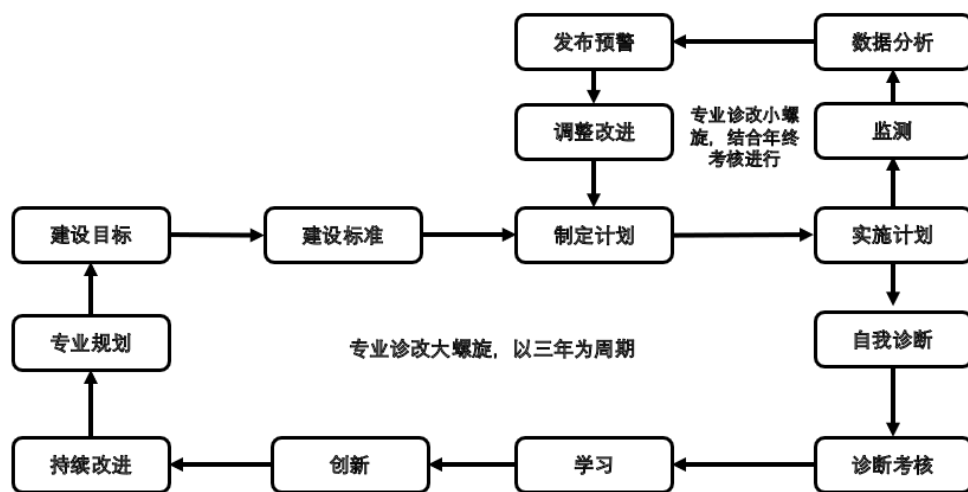 发布预警
数据分析
调整改进
专业诊改小螺
旋，结合年终
考核进行
监测
建设目标
建设标准
制定计划
实施计划
专业规划
专业诊改大螺旋，以三年为周期
自我诊断
持续改进
创新
学习
诊断考核